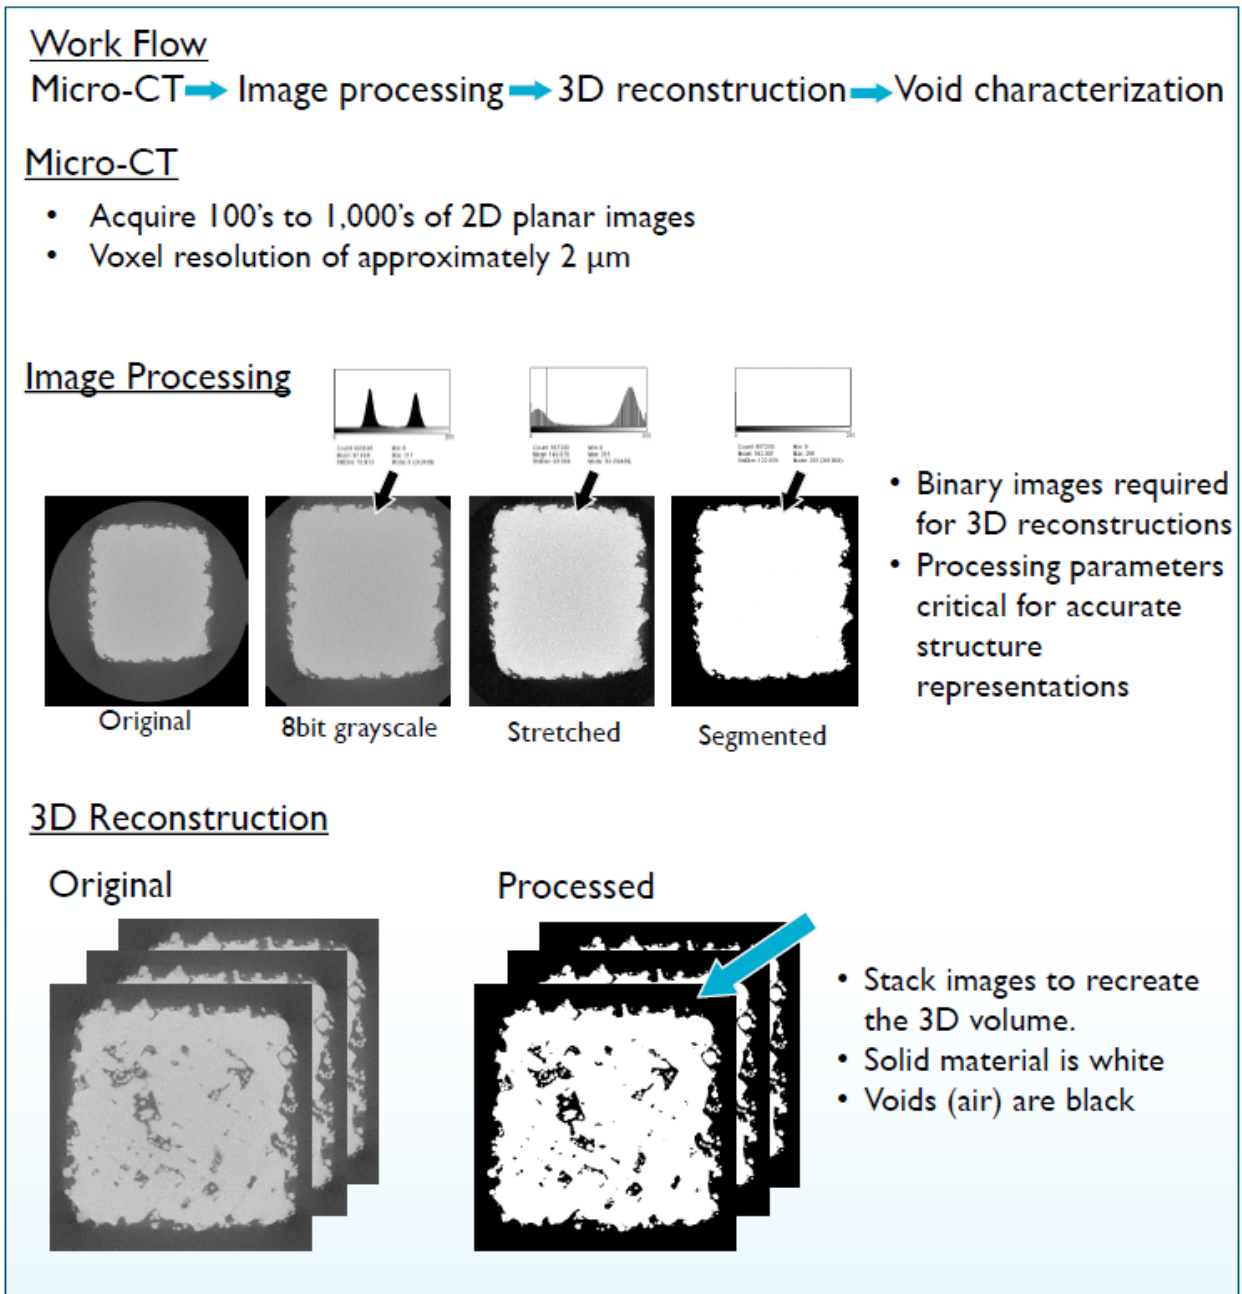 Work Flow
Micro-CT Image processing 3D reconstruction Void characterization
Micro-CT
• Acquire 100's to 1,000's of 2D planar images
• Voxel resolution of approximately 2 μm
Image Processing
• Binary images required
for 3D reconstructions
• Processing parameters
critical for accurate
structure
representations
Original
8bit grayscale
Stretched
Segmented
3D Reconstruction
Original
Processed
• Stack images to recreate
the 3D volume.
• Solid material is white
• Voids (air) are black